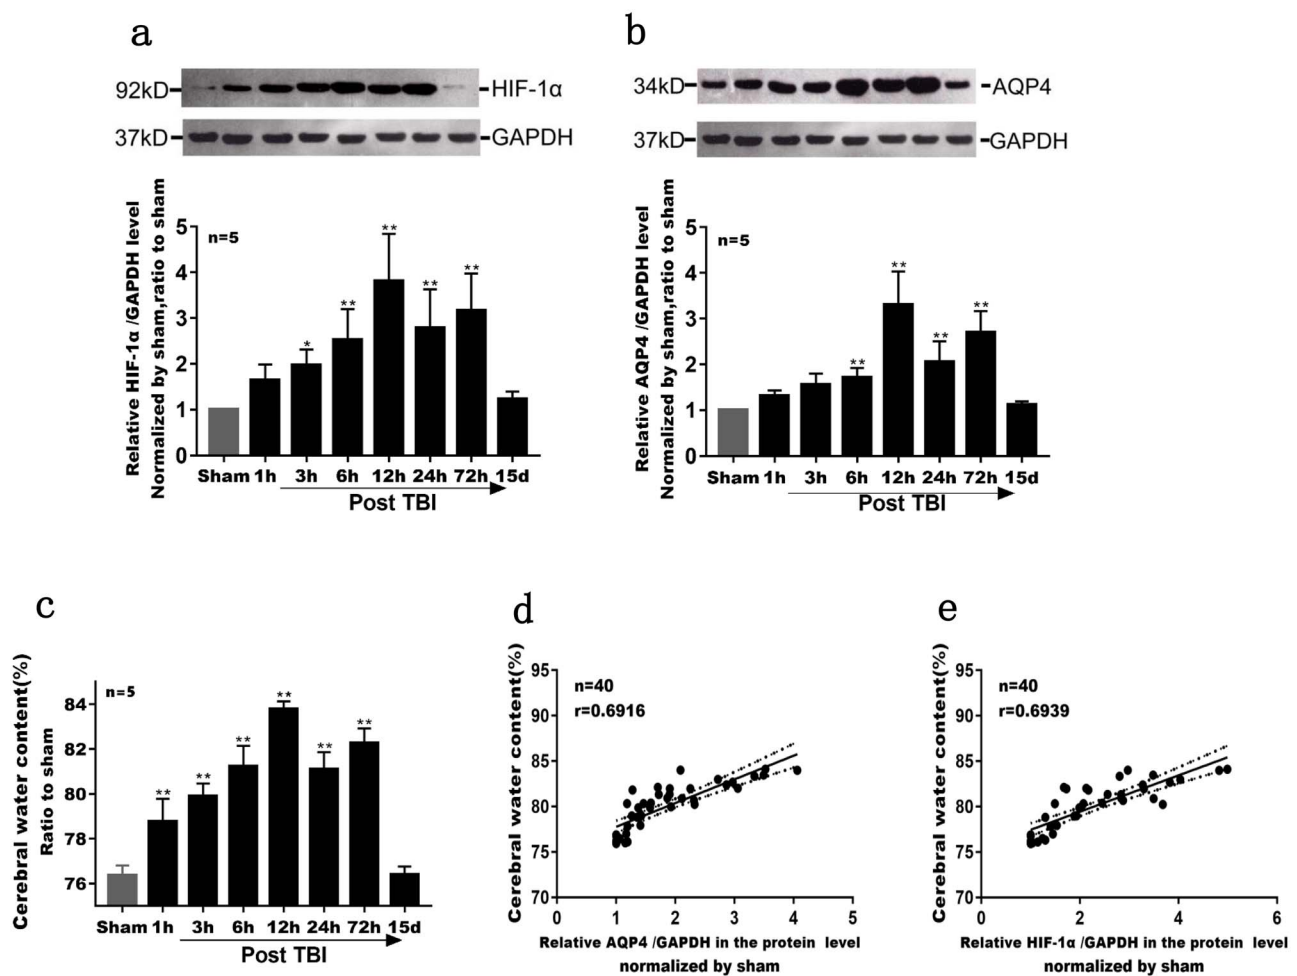 a
92kD
HIF-1α
37kD
GAPDH
Relative HIF-1α /GAPDH level
Normalized by sham,ratio to sham
5
4
3
2
1
0
n=5
*
**
**
**
**
Sham 1h 3h 6h 12h 24h 72h 15d
Post TBI
b
34kD
AQP4
37kD
GAPDH
Relative AQP4 /GAPDH level
Normalized by sham,ratio to sham
5
4
3
2
1
0
n=5
**
**
**
**
Sham 1h 3h 6h 12h 24h 72h 15d
Post TBI
c
Cerebral water content(%)
Ratio to sham
84
82
80
78
76
n=5
**
**
**
**
**
**
Sham 1h 3h 6h 12h 24h 72h 15d
Post TBI
d
Cerebral water content(%)
95
90
85
80
75
70
n=40
r=0.6916
0 1 2 3 4 5
Relative AQP4 /GAPDH in the protein level
normalized by sham
e
Cerebral water content(%)
95
90
85
80
75
70
n=40
r=0.6939
0 2 4 6
Relative HIF-1α /GAPDH in the protein level
normalized by sham